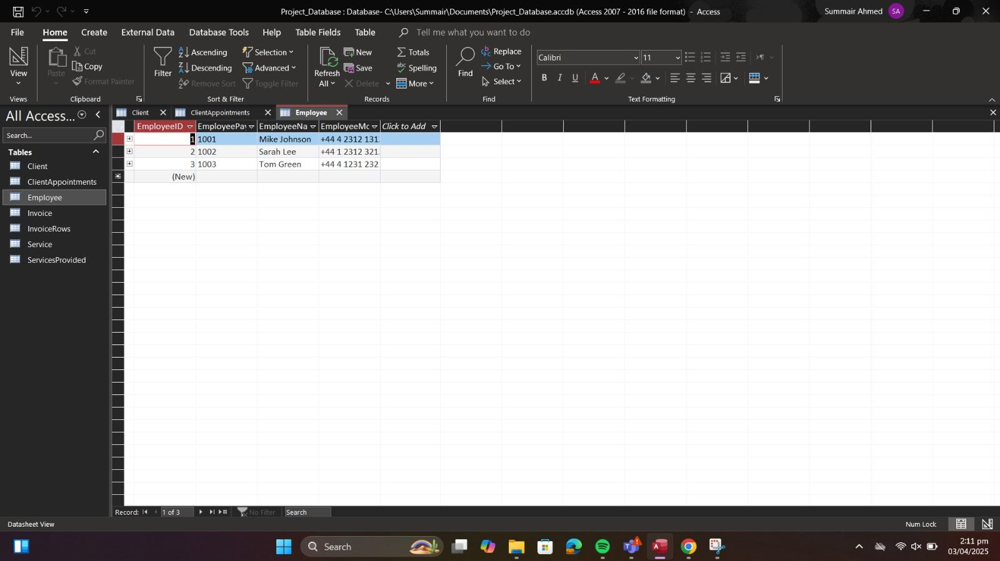 Project_Database : Database- C:\Users\Summair\Documents\Project_Database.accdb (Access 2007 - 2016 file format) - Access
Summair Ahmed SA
File Home Create External Data Database Tools Help Table Fields Table Tell me what you want to do
View
Views
Paste
Cut
Copy
Format Painter
Clipboard
Filter
Ascending
Descending
Remove Sort
Selection
Advanced
Toggle Filter
Sort & Filter
Refresh
All
New
Save
Delete
Totals
Spelling
More
Records
Find
Replace
Go To
Select
Find
Calibri 11
B I U A
Text Formatting
All Access...
Search...
Tables
Client
ClientAppointments
Employee
Invoice
InvoiceRows
Service
ServicesProvided
Client ClientAppointments Employee
EmployeeID EmployeePay EmployeeNa EmployeeMo Click to Add
1 1001 Mike Johnson +44 4 2312 131
2 1002 Sarah Lee +44 1 2312 321
3 1003 Tom Green +44 4 1231 232
(New)
Record: 1 of 3 No Filter Search
Datasheet View Num Lock
Search
2:11 pm
03/04/2025